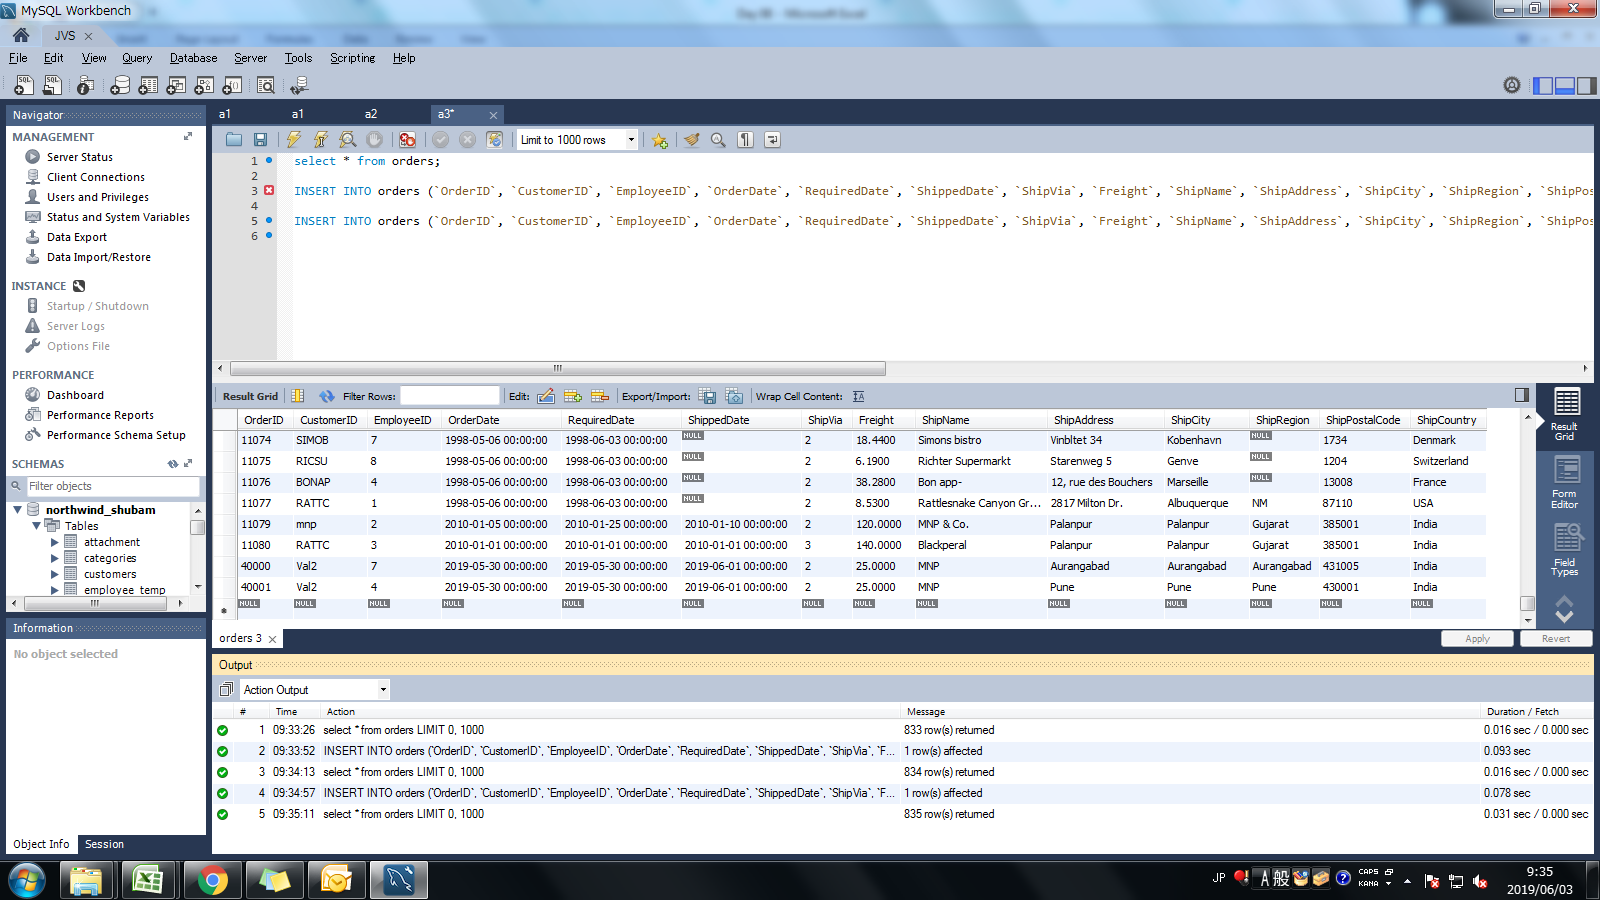 MySQL Workbench
JVS
File Edit View Query Database Server Tools Scripting Help
Navigator
MANAGEMENT
Server Status
Client Connections
Users and Privileges
Status and System Variables
Data Export
Data Import/Restore
INSTANCE
Startup / Shutdown
Server Logs
Options File
PERFORMANCE
Dashboard
Performance Reports
Performance Schema Setup
SCHEMAS
Filter objects
northwind_shubam
Tables
attachment
categories
customers
employee_temp
Information
No object selected
Object Info Session
a1 a1 a2 a3*
Limit to 1000 rows
1 select * from orders;
2
3 INSERT INTO orders (`OrderID`, `CustomerID`, `EmployeeID`, `OrderDate`, `RequiredDate`, `ShippedDate`, `ShipVia`, `Freight`, `ShipName`, `ShipAddress`, `ShipCity`, `ShipRegion`, `ShipPos
4
5 INSERT INTO orders (`OrderID`, `CustomerID`, `EmployeeID`, `OrderDate`, `RequiredDate`, `ShippedDate`, `ShipVia`, `Freight`, `ShipName`, `ShipAddress`, `ShipCity`, `ShipRegion`, `ShipPos
6
Result Grid Filter Rows: Edit: Export/Import: Wrap Cell Content:
OrderID CustomerID EmployeeID OrderDate RequiredDate ShippedDate ShipVia Freight ShipName ShipAddress ShipCity ShipRegion ShipPostalCode ShipCountry
11074 SIMOB 7 1998-05-06 00:00:00 1998-06-03 00:00:00 NULL 2 18.4400 Simons bistro Vinbltet 34 Kobenhavn NULL 1734 Denmark
11075 RICSU 8 1998-05-06 00:00:00 1998-06-03 00:00:00 NULL 2 6.1900 Richter Supermarkt Starenweg 5 Genve NULL 1204 Switzerland
11076 BONAP 4 1998-05-06 00:00:00 1998-06-03 00:00:00 NULL 2 38.2800 Bon app- 12, rue des Bouchers Marseille NULL 13008 France
11077 RATTC 1 1998-05-06 00:00:00 1998-06-03 00:00:00 NULL 2 8.5300 Rattlesnake Canyon Gr... 2817 Milton Dr. Albuquerque NM 87110 USA
11079 mnp 2 2010-01-05 00:00:00 2010-01-25 00:00:00 2010-01-10 00:00:00 2 120.0000 MNP & Co. Palanpur Palanpur Gujarat 385001 India
11080 RATTC 3 2010-01-01 00:00:00 2010-01-01 00:00:00 2010-01-01 00:00:00 3 140.0000 Blackperal Palanpur Palanpur Gujarat 385001 India
40000 Val2 7 2019-05-30 00:00:00 2019-05-30 00:00:00 2019-06-01 00:00:00 2 25.0000 MNP Aurangabad Aurangabad Aurangabad 431005 India
40001 Val2 4 2019-05-30 00:00:00 2019-05-30 00:00:00 2019-06-01 00:00:00 2 25.0000 MNP Pune Pune Pune 430001 India
NULL NULL NULL NULL NULL NULL NULL NULL NULL NULL NULL NULL NULL NULL
Result Grid
Form Editor
Field Types
orders 3
Apply Revert
Output
Action Output
# Time Action Message Duration / Fetch
1 09:33:26 select * from orders LIMIT 0, 1000 833 row(s) returned 0.016 sec / 0.000 sec
2 09:33:52 INSERT INTO orders (`OrderID`, `CustomerID`, `EmployeeID`, `OrderDate`, `RequiredDate`, `ShippedDate`, `ShipVia`, `F... 1 row(s) affected 0.093 sec
3 09:34:13 select * from orders LIMIT 0, 1000 834 row(s) returned 0.016 sec / 0.000 sec
4 09:34:57 INSERT INTO orders (`OrderID`, `CustomerID`, `EmployeeID`, `OrderDate`, `RequiredDate`, `ShippedDate`, `ShipVia`, `F... 1 row(s) affected 0.078 sec
5 09:35:11 select * from orders LIMIT 0, 1000 835 row(s) returned 0.031 sec / 0.000 sec
JP A 般 CAPS KANA
9:35
2019/06/03